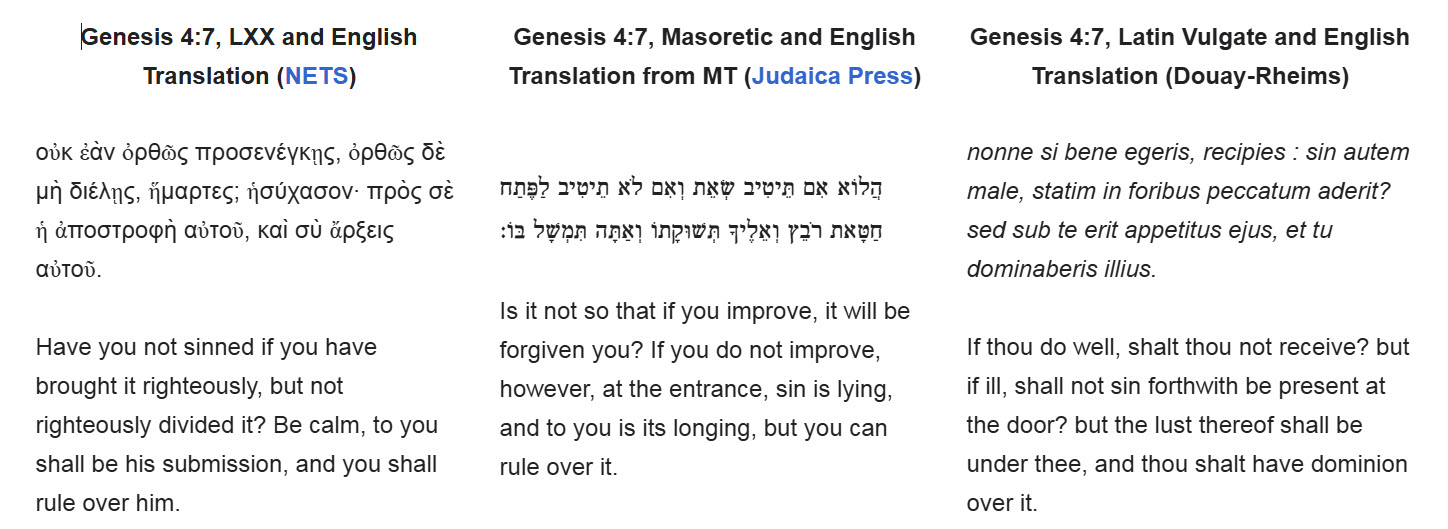 Genesis 4:7, LXX and English
Translation (NETS)
οὐκ ἐὰν ὀρθῶς προσενέγκῃς, ὀρθῶς δὲ
μὴ διέλῃς, ἥμαρτες; ἡσύχασον· πρὸς σὲ
ἡ ἀποστροφὴ αὐτοῦ, καὶ σὺ ἄρξεις
αὐτοῦ.
Have you not sinned if you have
brought it righteously, but not
righteously divided it? Be calm, to you
shall be his submission, and you shall
rule over him.
Genesis 4:7, Masoretic and English
Translation from MT (Judaica Press)
הֲלוֹא אִם תֵּיטִיב שְׂאֵת וְאִם לֹא תֵיטִיב לַפֶּתַח
חַטָּאת רֹבֵץ וְאֵלֶיךָ תְּשׁוּקָתוֹ וְאַתָּה תִּמְשָׁל בּוֹ:
Is it not so that if you improve, it will be
forgiven you? If you do not improve,
however, at the entrance, sin is lying,
and to you is its longing, but you can
rule over it.
Genesis 4:7, Latin Vulgate and English
Translation (Douay-Rheims)
nonne si bene egeris, recipies : sin autem
male, statim in foribus peccatum aderit?
sed sub te erit appetitus ejus, et tu
dominaberis illius.
If thou do well, shalt thou not receive? but
if ill, shall not sin forthwith be present at
the door? but the lust thereof shall be
under thee, and thou shalt have dominion
over it.